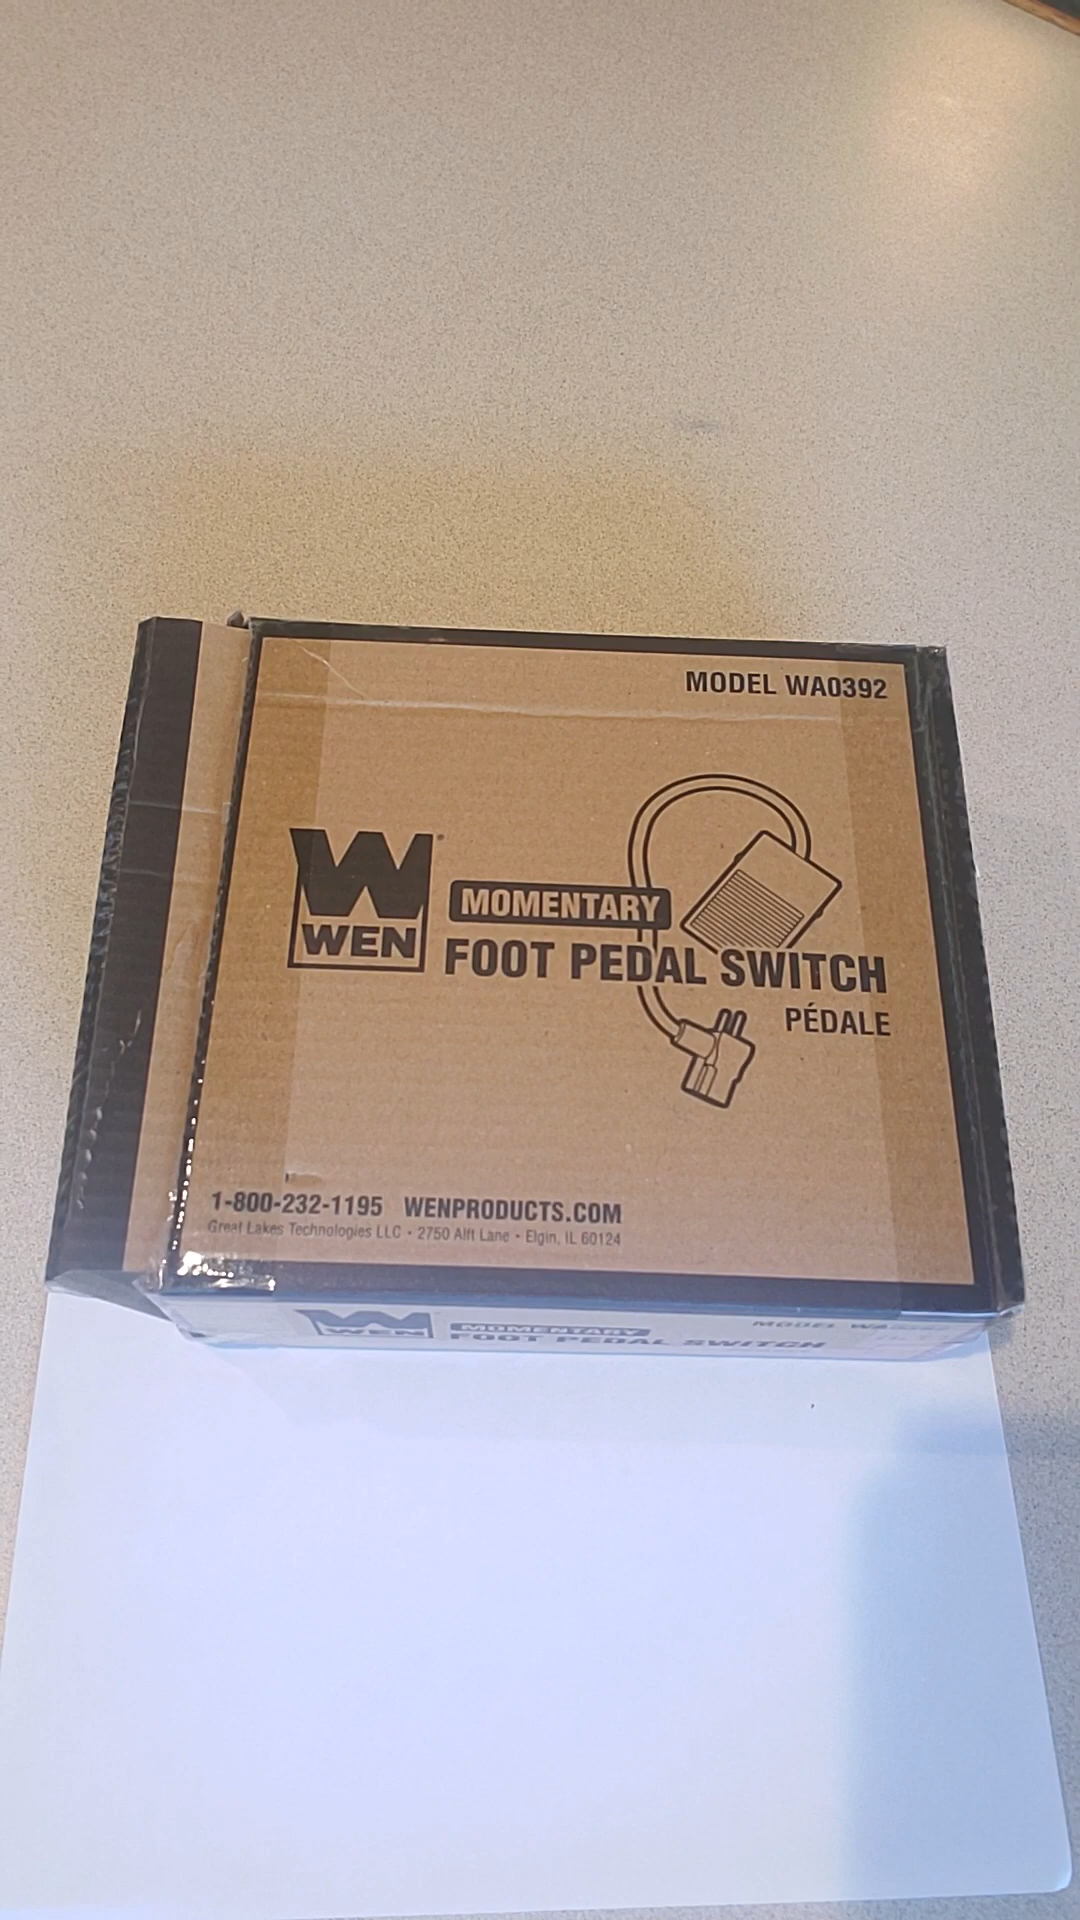 MODEL WA0392
W
WEN
MOMENTARY
FOOT PEDAL SWITCH
PÉDALE
1-800-232-1195 WENPRODUCTS.COM
Great Lakes Technologies LLC • 2750 Alft Lane • Elgin, IL 60124
W
WEN
MOMENTARY
FOOT PEDAL SWITCH
MODEL